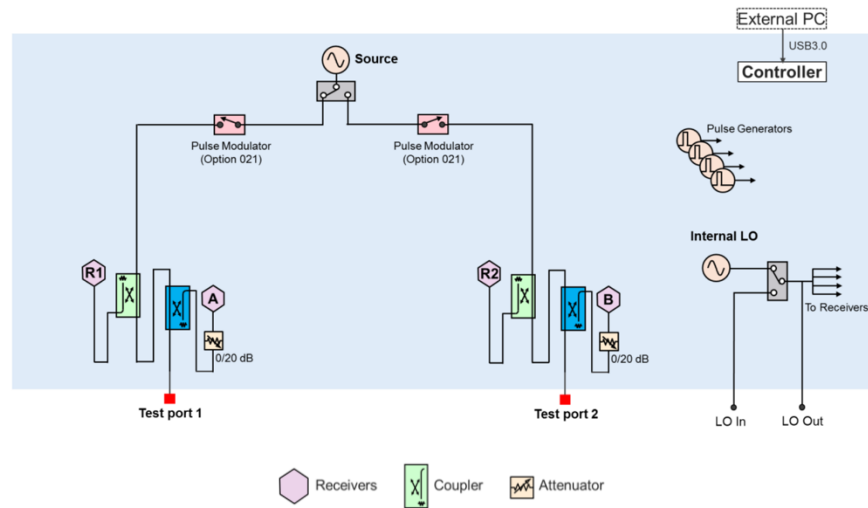 External PC
USB3.0
Controller
Source
Pulse Modulator
(Option 021)
Pulse Modulator
(Option 021)
Pulse Generators
Internal LO
To Receivers
R1
A
0/20 dB
R2
B
0/20 dB
Test port 1
Test port 2
LO In
LO Out
Receivers
Coupler
Attenuator